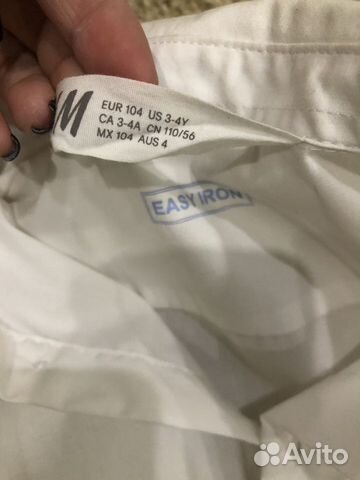 M
EUR 104 US 3-4Y
CA 3-4A CN 110/56
MX 104 AUS 4
EASY IRON
Avito